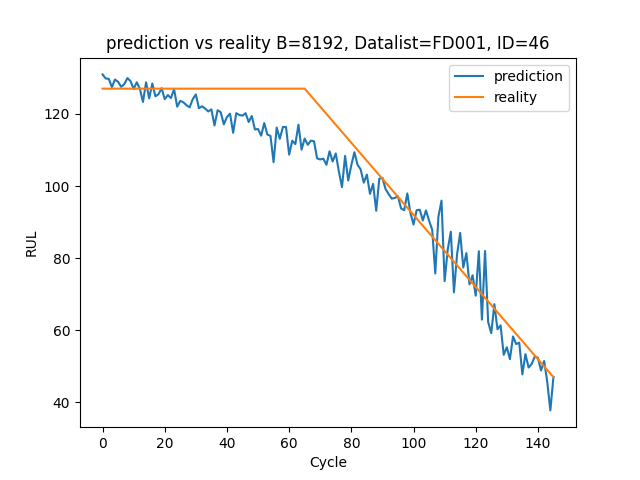 prediction vs reality B=8192, Datalist=FD001, ID=46
prediction
reality
RUL
120
100
80
60
40
0 20 40 60 80 100 120 140
Cycle